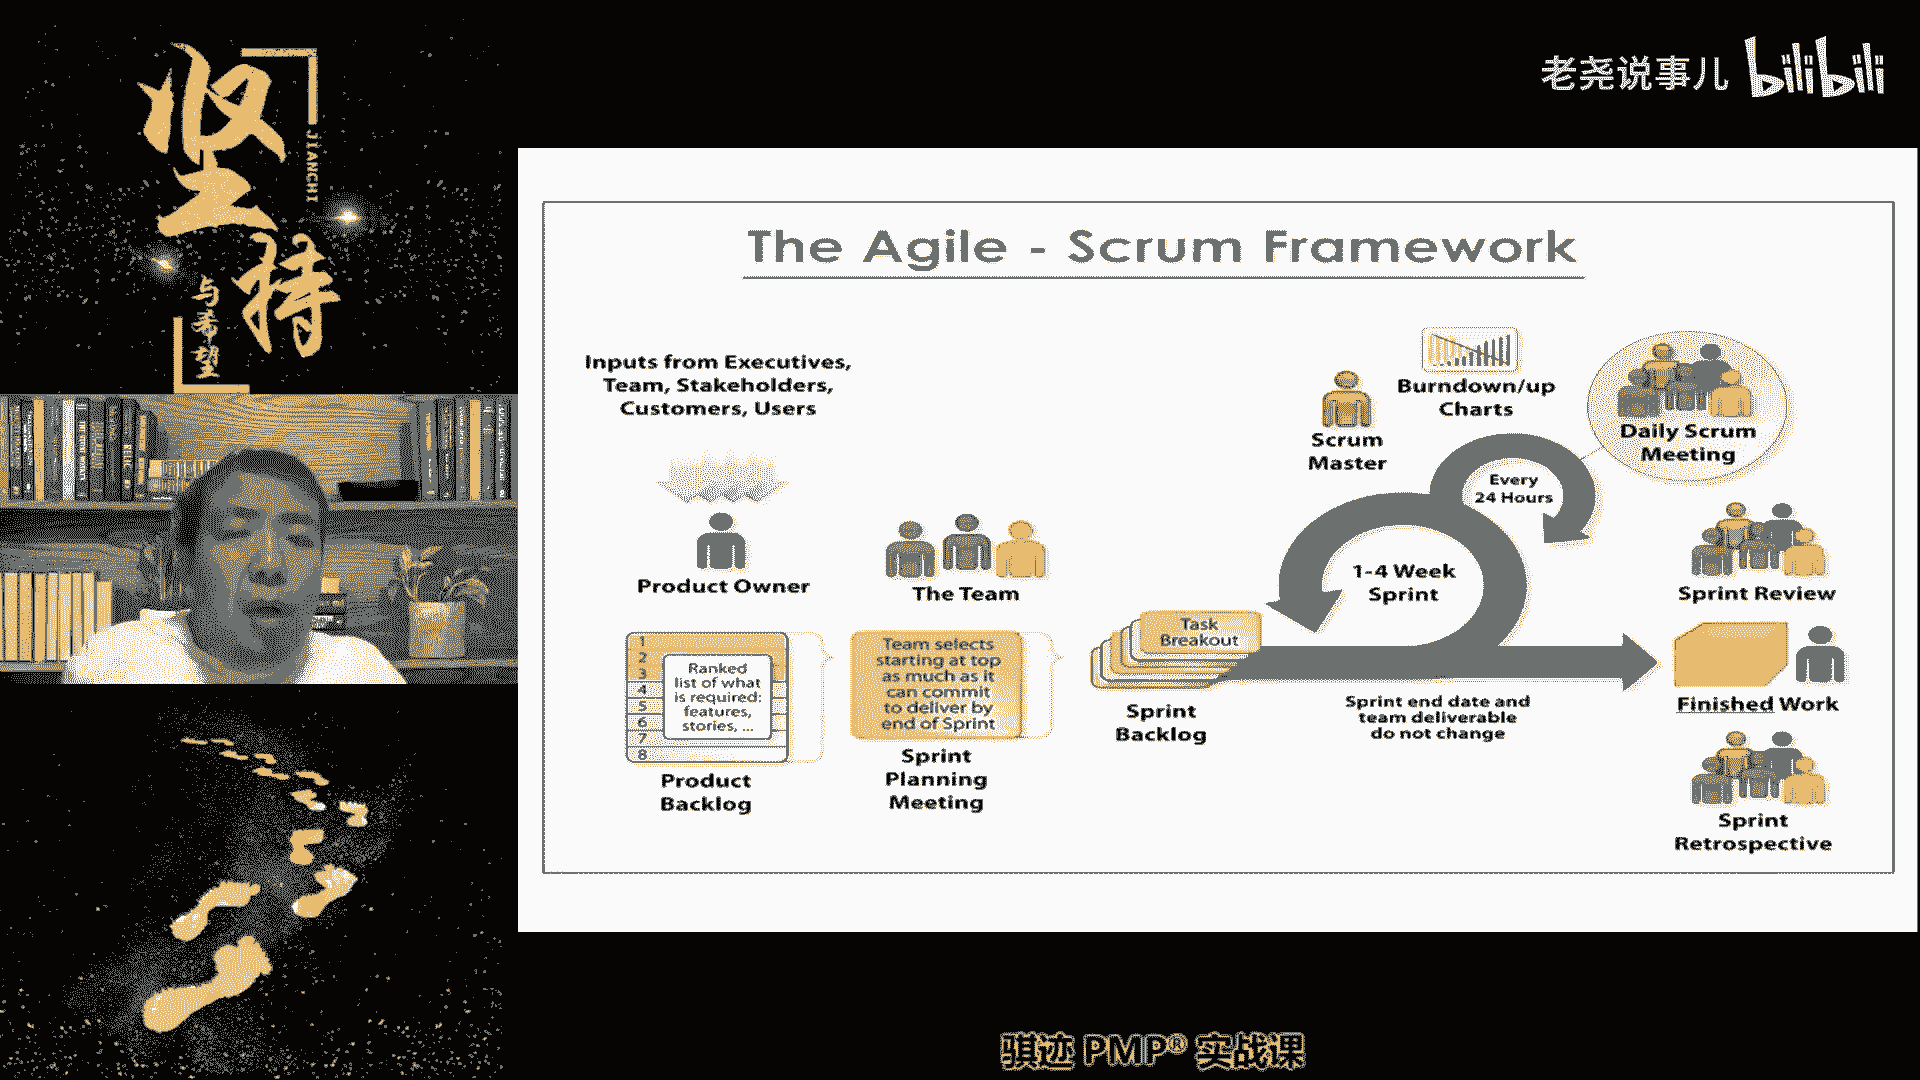 坚持
JIANCHI
与希望
老尧说事儿 bilibili
The Agile - Scrum Framework
Inputs from Executives,
Team, Stakeholders,
Customers, Users
Product Owner
The Team
1
2
3
4
5
6
7
8
Ranked
list of what
is required:
features,
stories, ...
Product
Backlog
Team selects
starting at top
as much as it
can commit
to deliver by
end of Sprint
Sprint
Planning
Meeting
Task
Breakout
Sprint
Backlog
Scrum
Master
Burndown/up
Charts
Every
24 Hours
1-4 Week
Sprint
Sprint end date and
team deliverable
do not change
Daily Scrum
Meeting
Sprint Review
Finished Work
Sprint
Retrospective
骐迹 PMP® 实战课